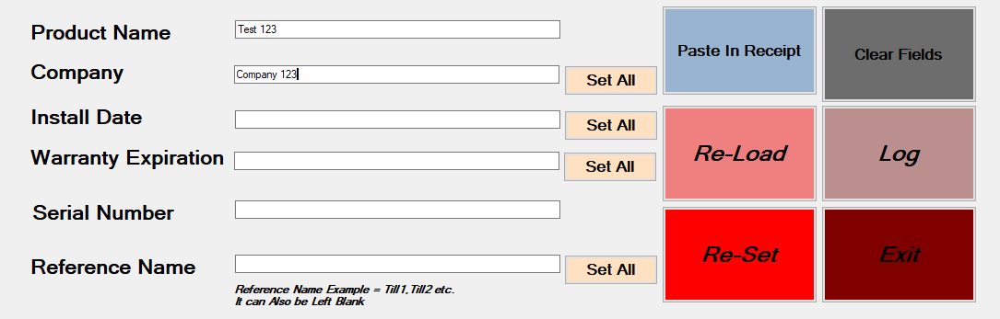 Product Name
Test 123
Company
Company 123
Set All
Install Date
Set All
Warranty Expiration
Set All
Serial Number
Reference Name
Set All
Reference Name Example = Till1,Till2 etc.
It can Also be Left Blank
Paste In Receipt
Clear Fields
Re-Load
Log
Re-Set
Exit